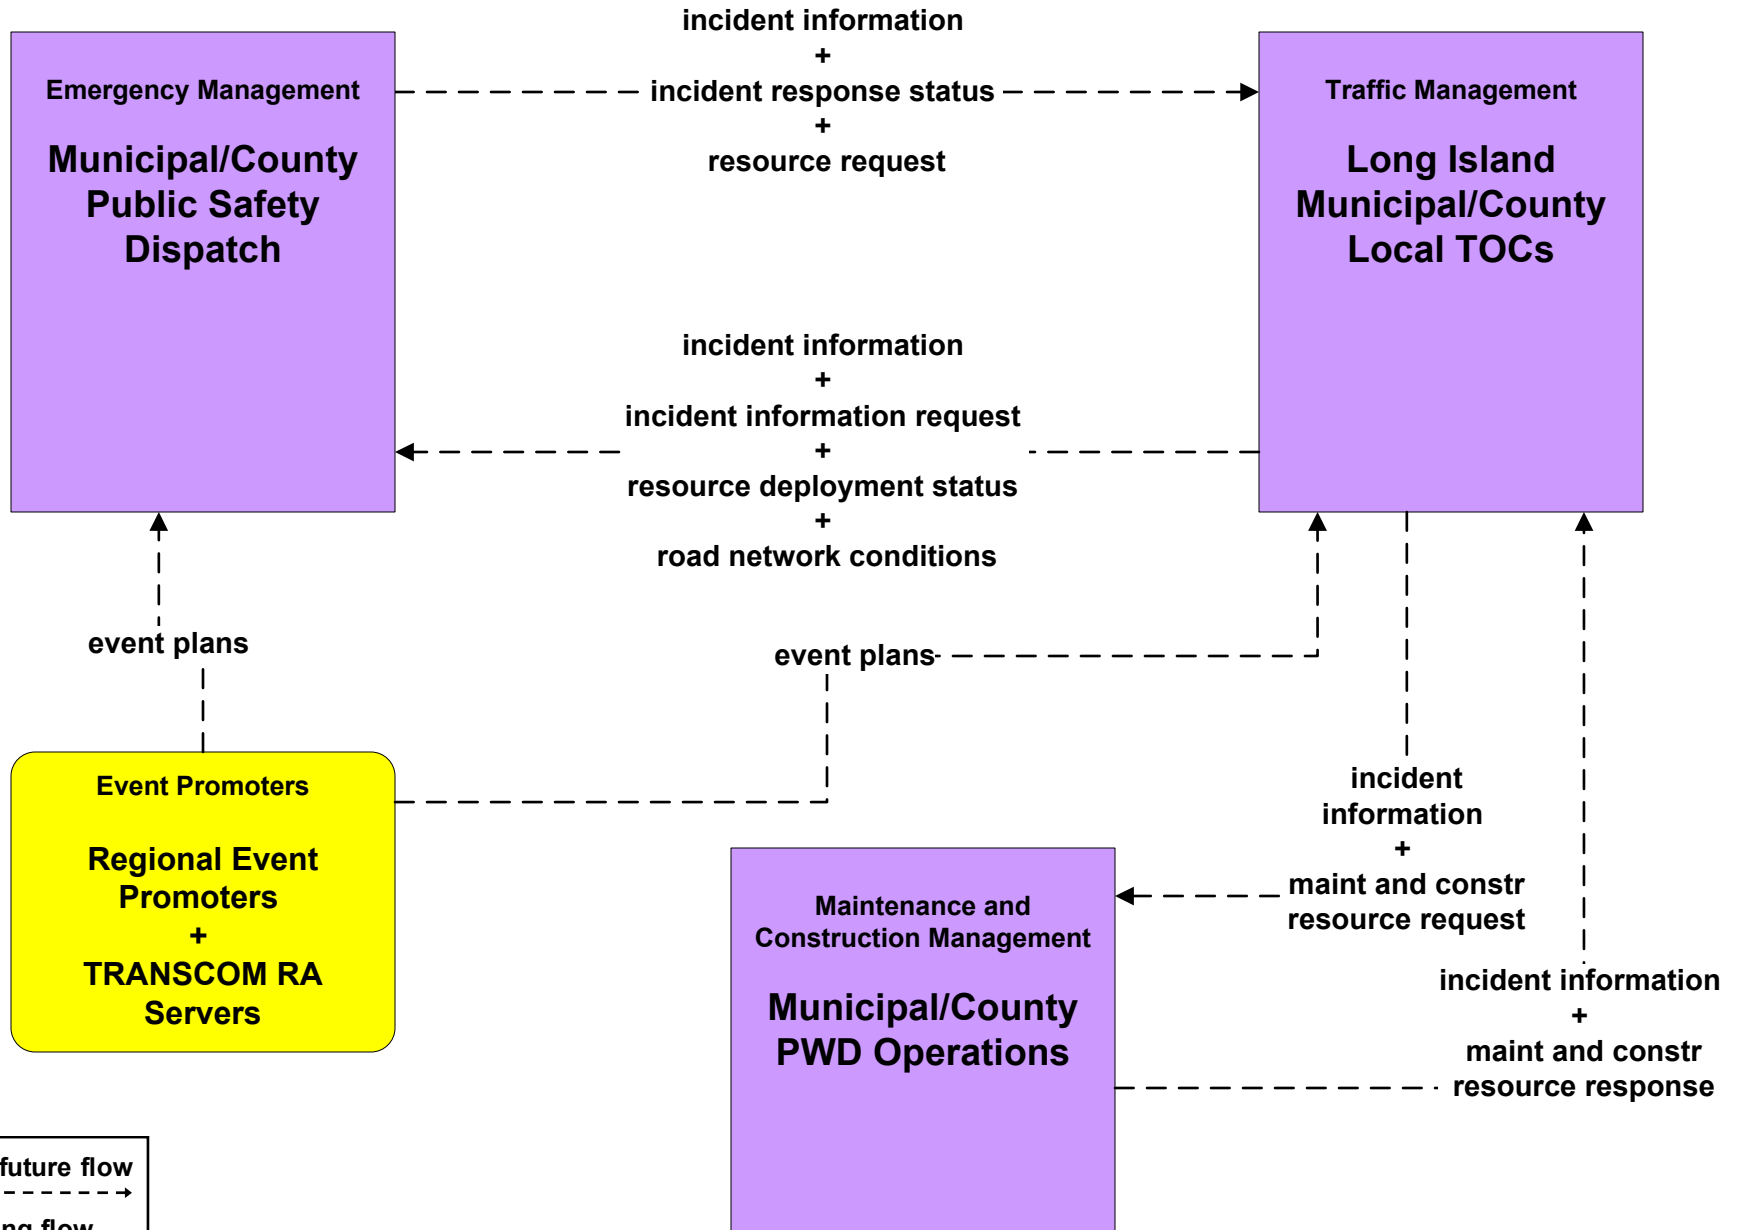 incident information
+
incident response status
+
resource request
Emergency Management
Municipal/County
Public Safety
Dispatch
Traffic Management
Long Island
Municipal/County
Local TOCs
incident information
+
incident information request
+
resource deployment status
+
road network conditions
event plans
event plans
Event Promoters
Regional Event
Promoters
+
TRANSCOM RA
Servers
incident
information
+
maint and constr
resource request
Maintenance and
Construction Management
Municipal/County
PWD Operations
incident information
+
maint and constr
resource response
future flow
flow